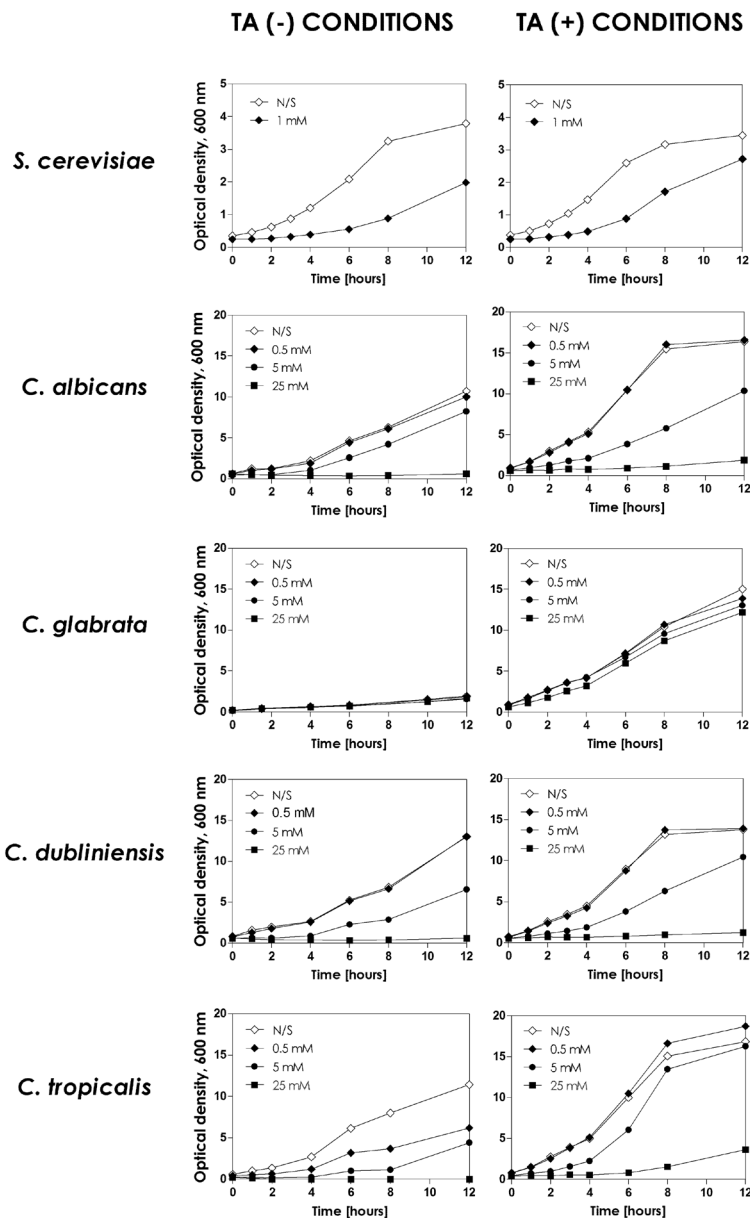 TA (-) CONDITIONS TA (+) CONDITIONS
S. cerevisiae
Optical density, 600 nm
5
4
3
2
1
0
N/S
1 mM
0 2 4 6 8 10 12
Time [hours]
5
4
3
2
1
0
N/S
1 mM
0 2 4 6 8 10 12
Time [hours]
C. albicans
Optical density, 600 nm
20
15
10
5
0
N/S
0.5 mM
5 mM
25 mM
0 2 4 6 8 10 12
Time [hours]
20
15
10
5
0
N/S
0.5 mM
5 mM
25 mM
0 2 4 6 8 10 12
Time [hours]
C. glabrata
Optical density, 600 nm
20
15
10
5
0
N/S
0.5 mM
5 mM
25 mM
0 2 4 6 8 10 12
Time [hours]
20
15
10
5
0
N/S
0.5 mM
5 mM
25 mM
0 2 4 6 8 10 12
Time [hours]
C. dubliniensis
Optical density, 600 nm
20
15
10
5
0
N/S
0.5 mM
5 mM
25 mM
0 2 4 6 8 10 12
Time [hours]
20
15
10
5
0
N/S
0.5 mM
5 mM
25 mM
0 2 4 6 8 10 12
Time [hours]
C. tropicalis
Optical density, 600 nm
20
15
10
5
0
N/S
0.5 mM
5 mM
25 mM
0 2 4 6 8 10 12
Time [hours]
20
15
10
5
0
N/S
0.5 mM
5 mM
25 mM
0 2 4 6 8 10 12
Time [hours]